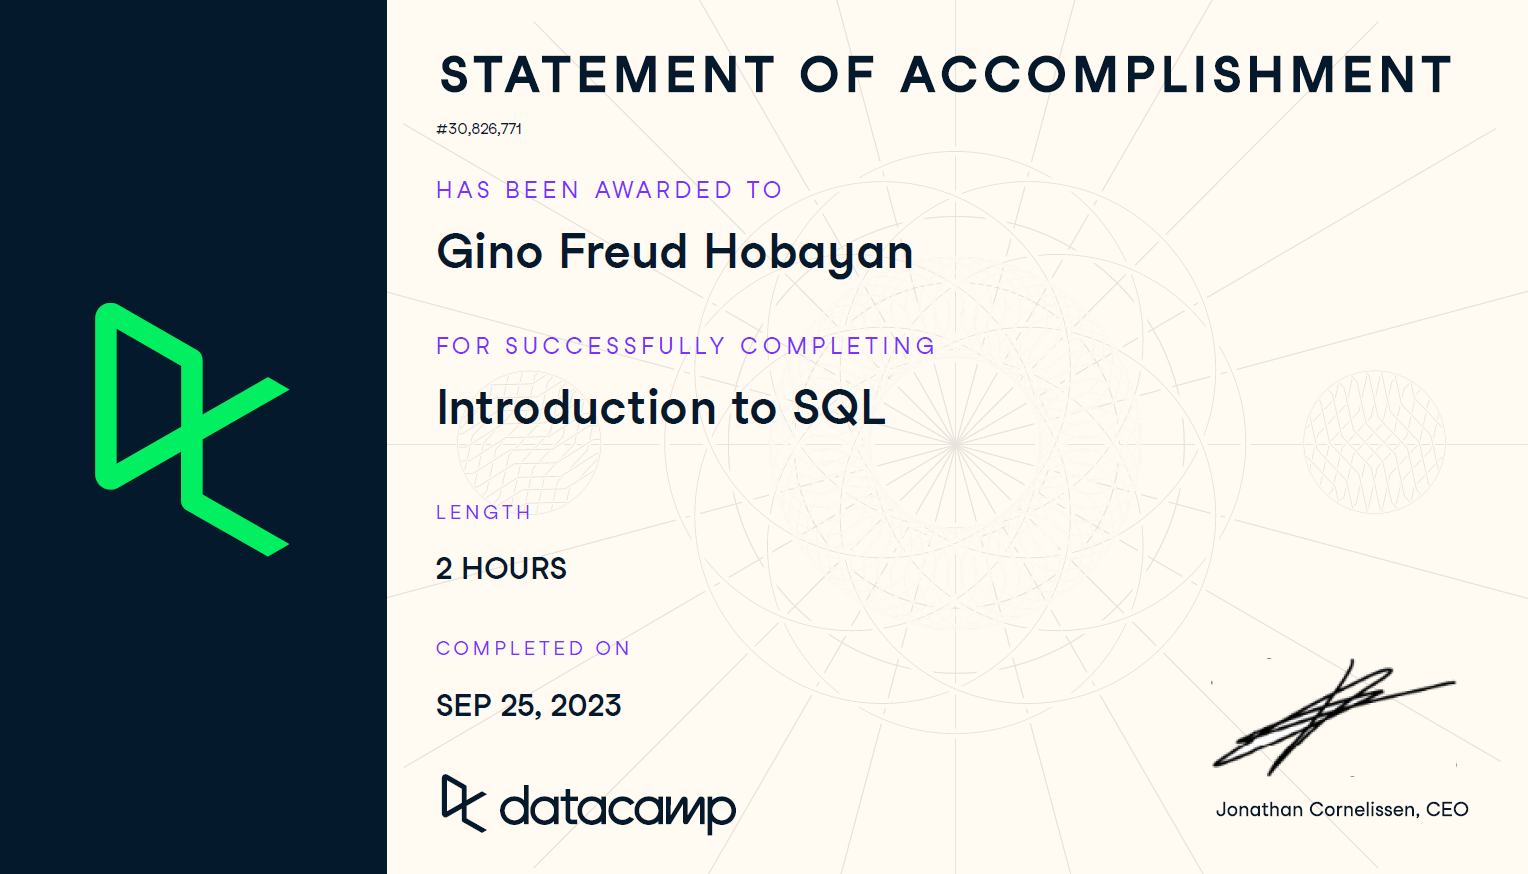 STATEMENT OF ACCOMPLISHMENT
#30,826,771
HAS BEEN AWARDED TO
Gino Freud Hobayan
FOR SUCCESSFULLY COMPLETING
Introduction to SQL
LENGTH
2 HOURS
COMPLETED ON
SEP 25, 2023
datacamp
Jonathan Cornelissen, CEO